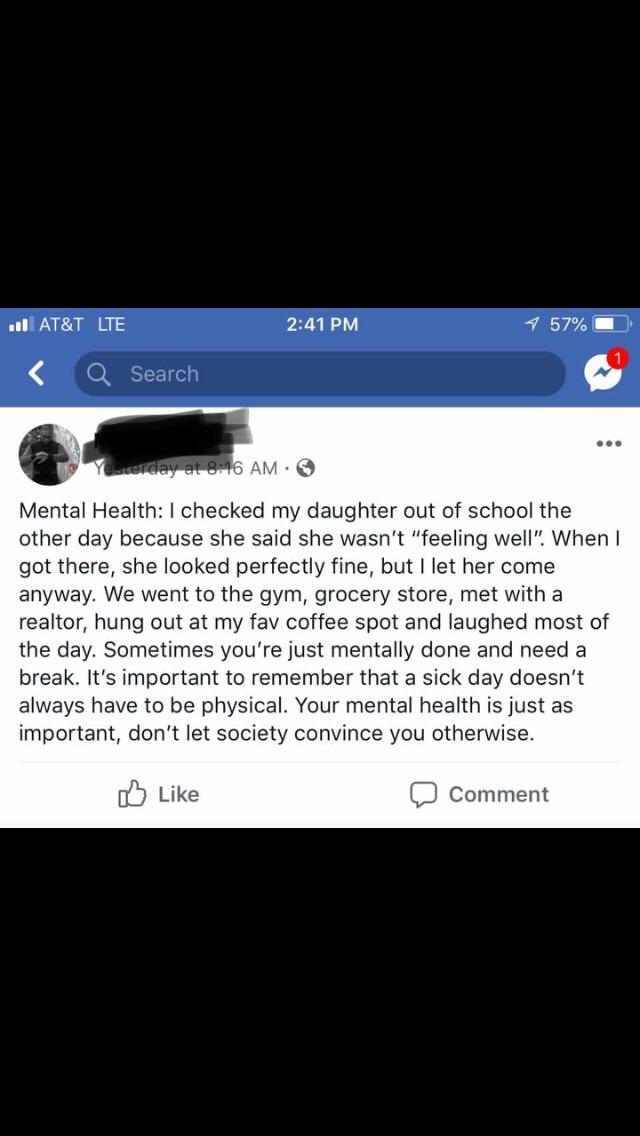 AT&T LTE 2:41 PM 57%
Search 1
Yesterday at 8:16 AM ·
Mental Health: I checked my daughter out of school the
other day because she said she wasn't “feeling well”. When I
got there, she looked perfectly fine, but I let her come
anyway. We went to the gym, grocery store, met with a
realtor, hung out at my fav coffee spot and laughed most of
the day. Sometimes you’re just mentally done and need a
break. It’s important to remember that a sick day doesn’t
always have to be physical. Your mental health is just as
important, don’t let society convince you otherwise.
Like Comment